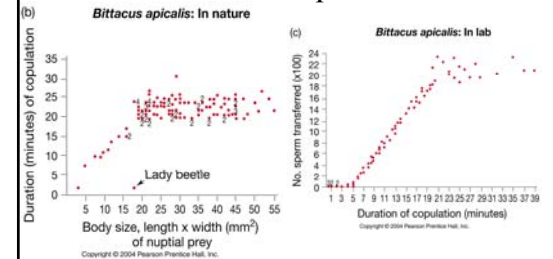 (b)
Bittacus apicalis: In nature
Duration (minutes) of copulation
35
30
25
20
15
10
5
0
Lady beetle
5 10 15 20 25 30 35 40 45 50 55
Body size, length x width (mm²)
of nuptial prey
Copyright © 2004 Pearson Prentice Hall, Inc.
(c)
Bittacus apicalis: In lab
No. sperm transferred (x100)
24
22
20
18
16
14
12
10
8
6
4
2
0
1 3 5 7 9 11 13 15 17 19 21 23 25 27 29 31 33 35 37 39
Duration of copulation (minutes)
Copyright © 2004 Pearson Prentice Hall, Inc.